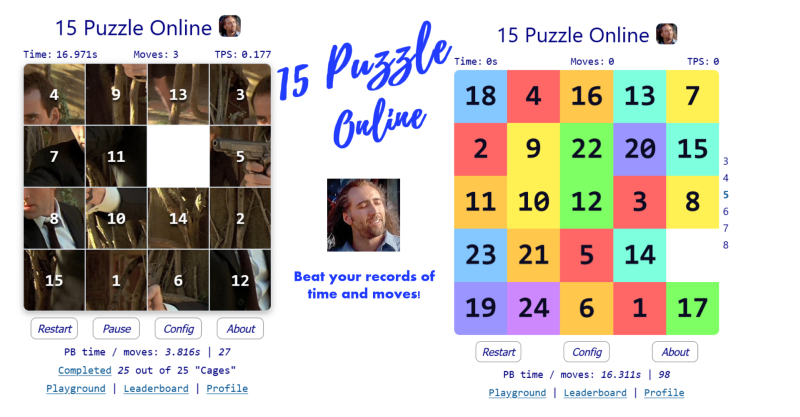 15 Puzzle Online
Time: 16.971s Moves: 3 TPS: 0.177
4 9 13 3
7 11 5
8 10 14 2
15 1 6 12
Restart Pause Config About
PB time / moves: 3.816s | 27
Completed 25 out of 25 "Cages"
Playground | Leaderboard | Profile
15 Puzzle
Online
Beat your records of
time and moves!
15 Puzzle Online
Time: 0s Moves: 0 TPS: 0
18 4 16 13 7
2 9 22 20 15
11 10 12 3 8
23 21 5 14
19 24 6 1 17
3
4
5
6
7
8
Restart Config About
PB time / moves: 16.311s | 98
Playground | Leaderboard | Profile